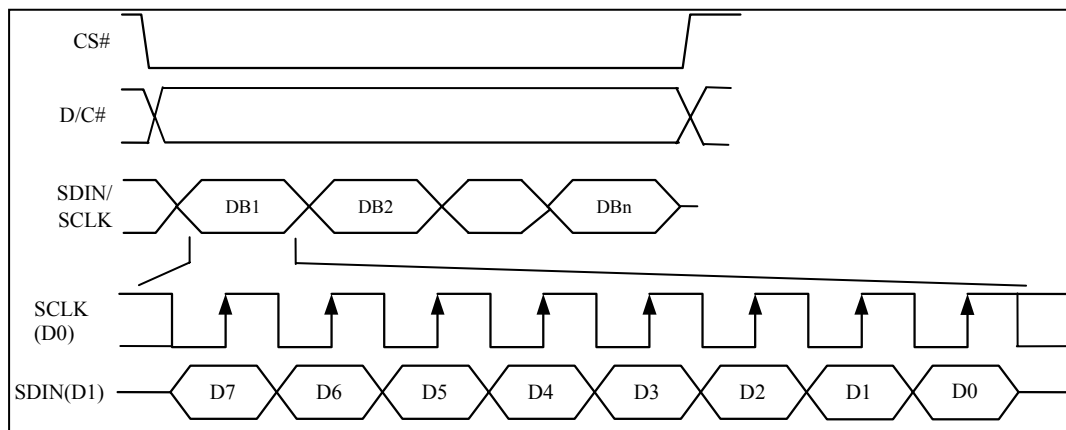 CS#
D/C#
SDIN/
SCLK
DB1 DB2 DBn
SCLK
(D0)
SDIN(D1) D7 D6 D5 D4 D3 D2 D1 D0